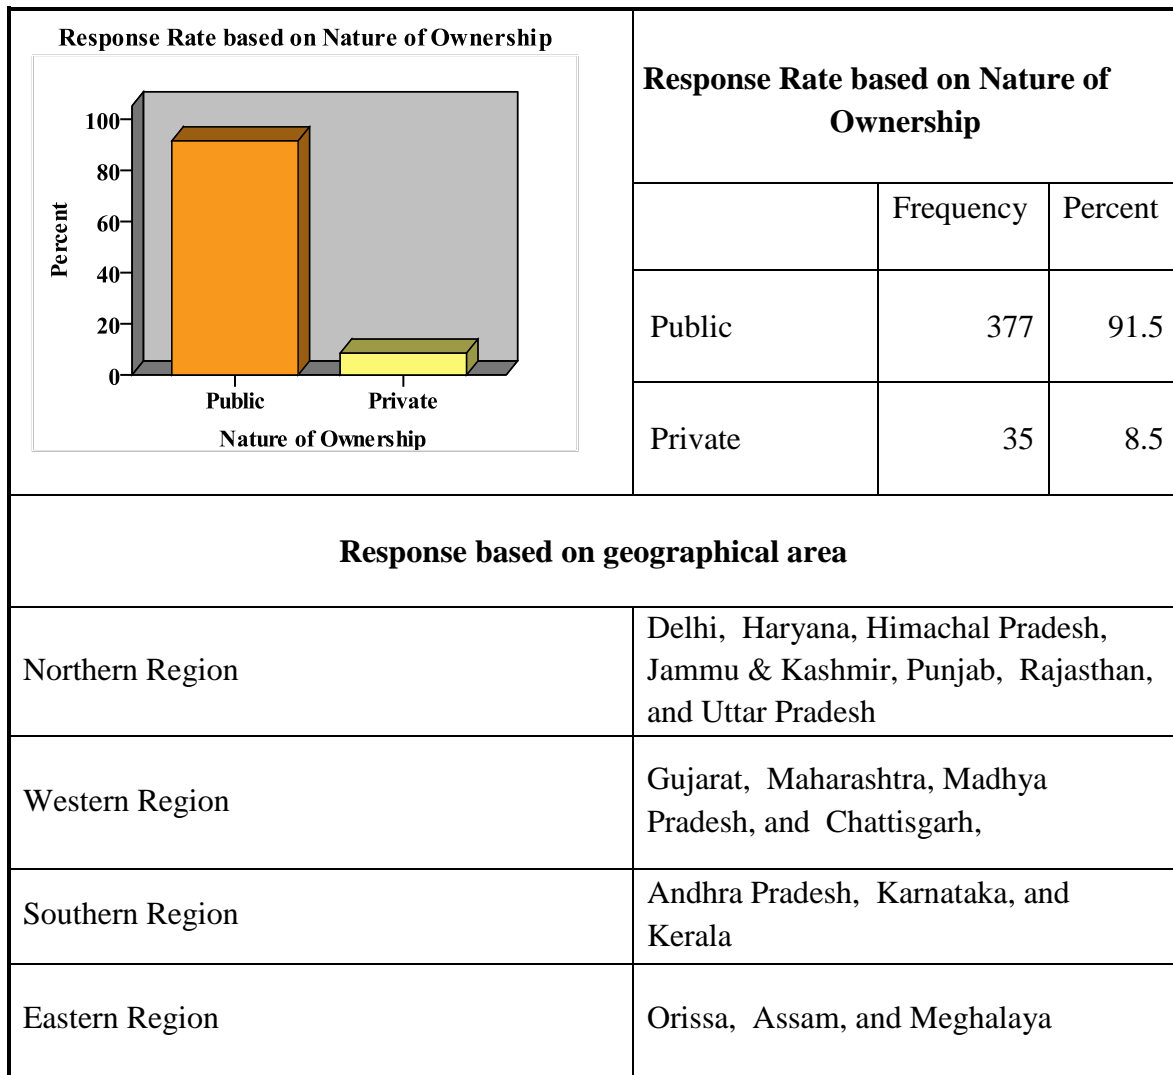 Response Rate based on Nature of Ownership
100
80
60
40
20
0
Percent
Public Private
Nature of Ownership
Response Rate based on Nature of
Ownership
Frequency Percent
Public 377 91.5
Private 35 8.5
Response based on geographical area
Northern Region
Delhi, Haryana, Himachal Pradesh,
Jammu & Kashmir, Punjab, Rajasthan,
and Uttar Pradesh
Western Region
Gujarat, Maharashtra, Madhya
Pradesh, and Chattisgarh,
Southern Region
Andhra Pradesh, Karnataka, and
Kerala
Eastern Region
Orissa, Assam, and Meghalaya